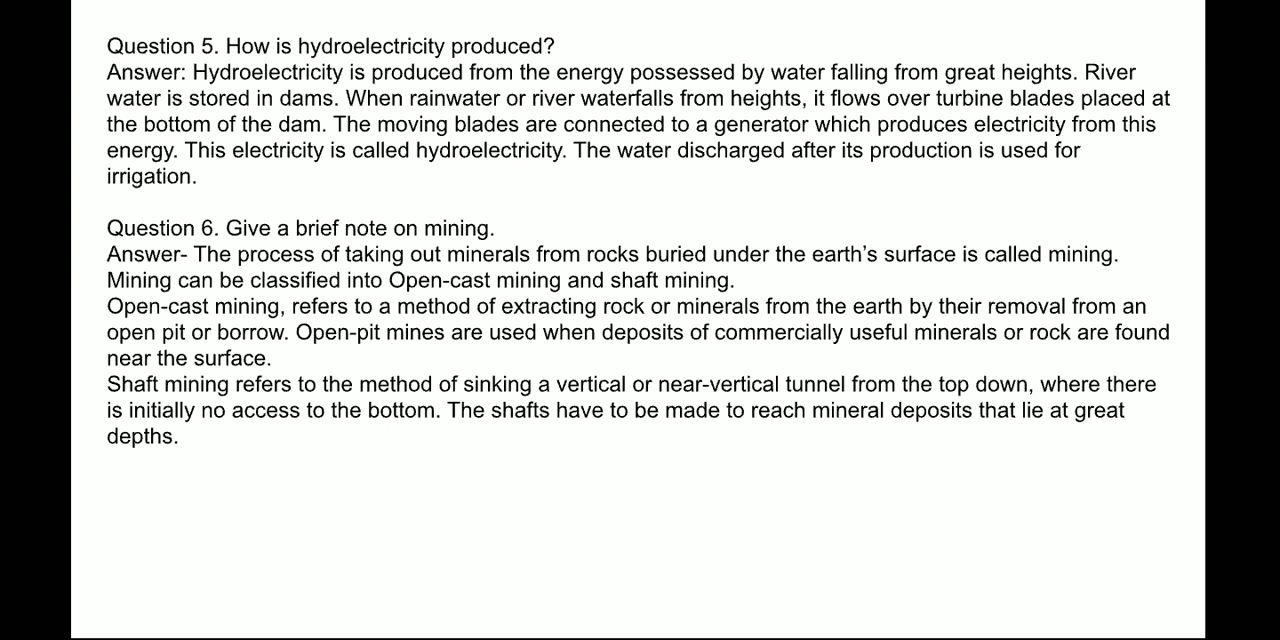 Question 5. How is hydroelectricity produced?
Answer: Hydroelectricity is produced from the energy possessed by water falling from great heights. River
water is stored in dams. When rainwater or river waterfalls from heights, it flows over turbine blades placed at
the bottom of the dam. The moving blades are connected to a generator which produces electricity from this
energy. This electricity is called hydroelectricity. The water discharged after its production is used for
irrigation.
Question 6. Give a brief note on mining.
Answer- The process of taking out minerals from rocks buried under the earth’s surface is called mining.
Mining can be classified into Open-cast mining and shaft mining.
Open-cast mining, refers to a method of extracting rock or minerals from the earth by their removal from an
open pit or borrow. Open-pit mines are used when deposits of commercially useful minerals or rock are found
near the surface.
Shaft mining refers to the method of sinking a vertical or near-vertical tunnel from the top down, where there
is initially no access to the bottom. The shafts have to be made to reach mineral deposits that lie at great
depths.